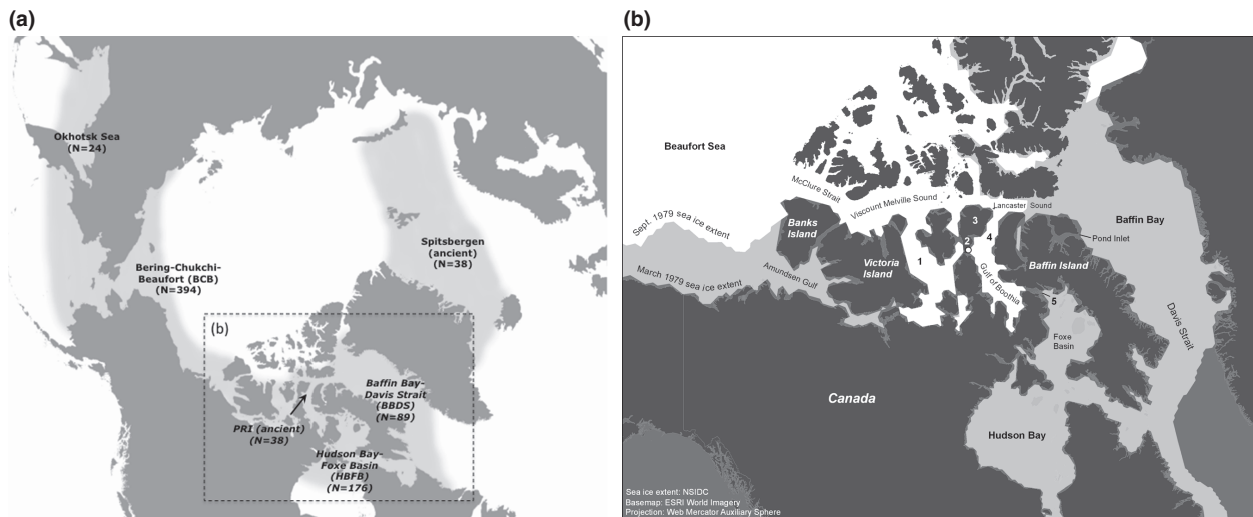 (a)
Okhotsk Sea
(N=24)
Bering-Chukchi-
Beaufort (BCB)
(N=394)
Spitsbergen
(ancient)
(N=38)
(b)
Baffin Bay-
Davis Strait
(BBDS)
(N=89)
PRI (ancient)
(N=38)
Hudson Bay-
Foxe Basin
(HBFB)
(N=176)
(b)
Beaufort Sea
McClure Strait
Viscount Melville Sound
Lancaster Sound
Sept. 1979 sea ice extent
Banks
Island
3
Baffin Bay
2
4
Pond Inlet
Victoria
Island
1
Baffin Island
March 1979 sea ice extent
Amundsen Gulf
Gulf of Boothia
5
Foxe
Basin
Davis Strait
Canada
Hudson Bay
Sea ice extent: NSIDC
Basemap: ESRI World Imagery
Projection: Web Mercator Auxiliary Sphere